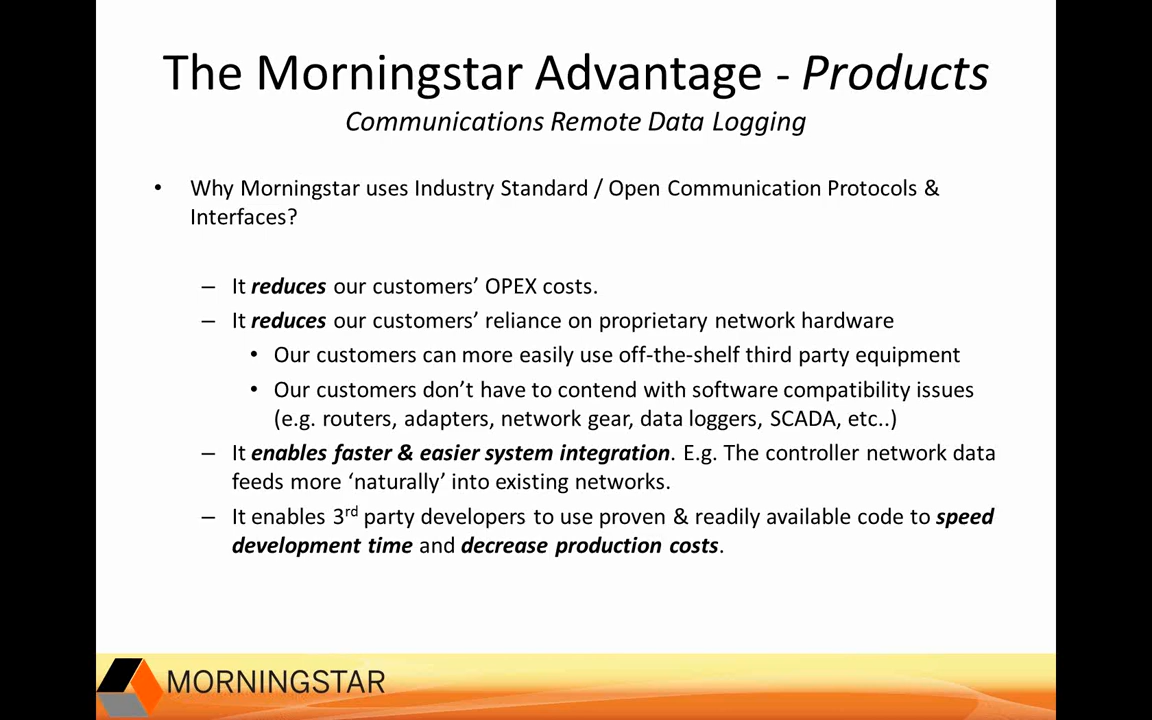 The Morningstar Advantage - Products
Communications Remote Data Logging
• Why Morningstar uses Industry Standard / Open Communication Protocols &
Interfaces?
– It reduces our customers’ OPEX costs.
– It reduces our customers’ reliance on proprietary network hardware
• Our customers can more easily use off-the-shelf third party equipment
• Our customers don’t have to contend with software compatibility issues
(e.g. routers, adapters, network gear, data loggers, SCADA, etc..)
– It enables faster & easier system integration. E.g. The controller network data
feeds more ‘naturally’ into existing networks.
– It enables 3rd party developers to use proven & readily available code to speed
development time and decrease production costs.
MORNINGSTAR